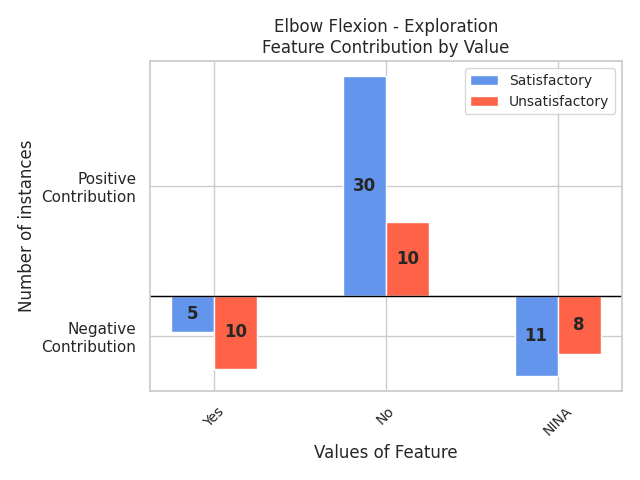 Elbow Flexion - Exploration
Feature Contribution by Value
Satisfactory
Unsatisfactory
Number of instances
Positive
Contribution
Negative
Contribution
30
10
5
10
11
8
Yes
No
NINA
Values of Feature